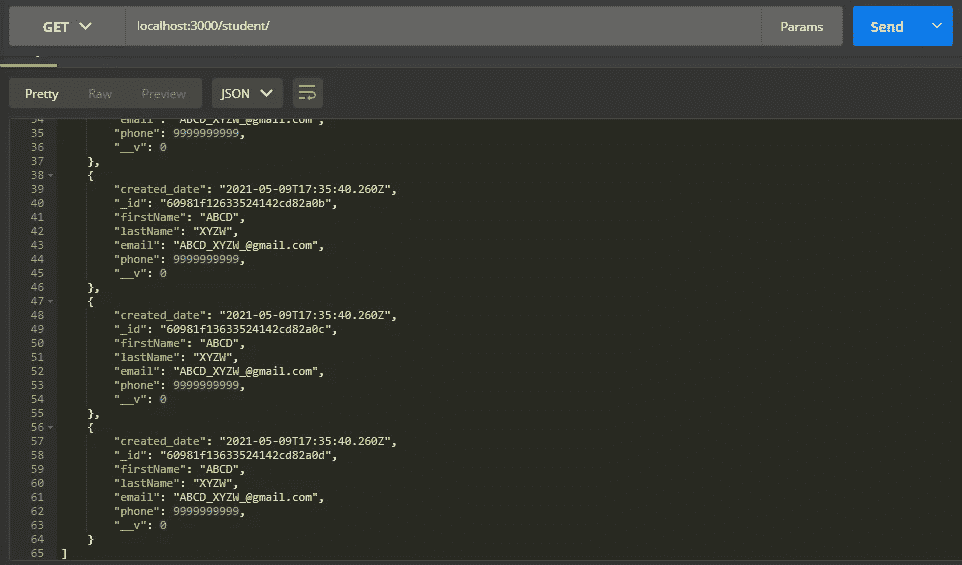 GET localhost:3000/student/ Params Send
Pretty Raw Preview JSON
34 "email": "ABCD_XYZW_@gmail.com",
35 "phone": 9999999999,
36 "__v": 0
37 },
38 {
39 "created_date": "2021-05-09T17:35:40.260Z",
40 "_id": "60981f12633524142cd82a0b",
41 "firstName": "ABCD",
42 "lastName": "XYZW",
43 "email": "ABCD_XYZW_@gmail.com",
44 "phone": 9999999999,
45 "__v": 0
46 },
47 {
48 "created_date": "2021-05-09T17:35:40.260Z",
49 "_id": "60981f13633524142cd82a0c",
50 "firstName": "ABCD",
51 "lastName": "XYZW",
52 "email": "ABCD_XYZW_@gmail.com",
53 "phone": 9999999999,
54 "__v": 0
55 },
56 {
57 "created_date": "2021-05-09T17:35:40.260Z",
58 "_id": "60981f13633524142cd82a0d",
59 "firstName": "ABCD",
60 "lastName": "XYZW",
61 "email": "ABCD_XYZW_@gmail.com",
62 "phone": 9999999999,
63 "__v": 0
64 }
65 ]